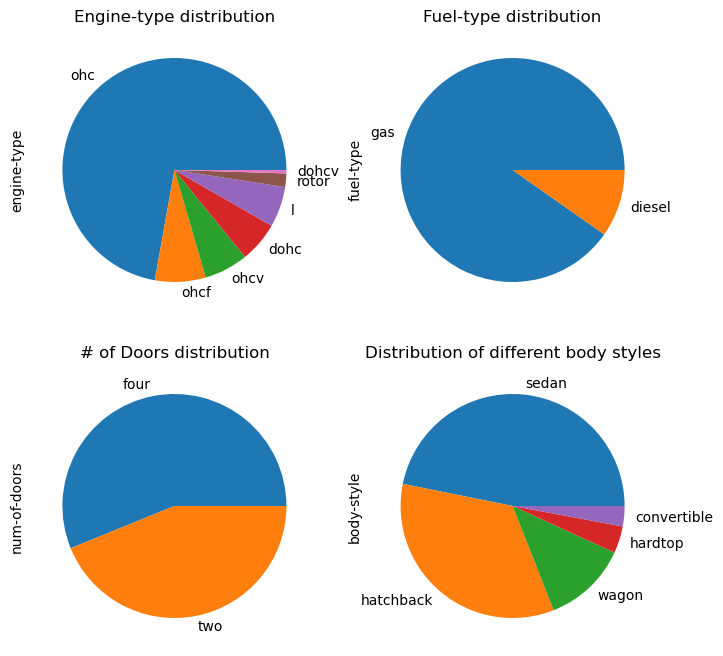 Engine-type distribution
ohc
engine-type
dohcv
rotor
l
dohc
ohcv
ohcf
Fuel-type distribution
gas
fuel-type
diesel
# of Doors distribution
four
num-of-doors
two
Distribution of different body styles
sedan
body-style
convertible
hardtop
wagon
hatchback